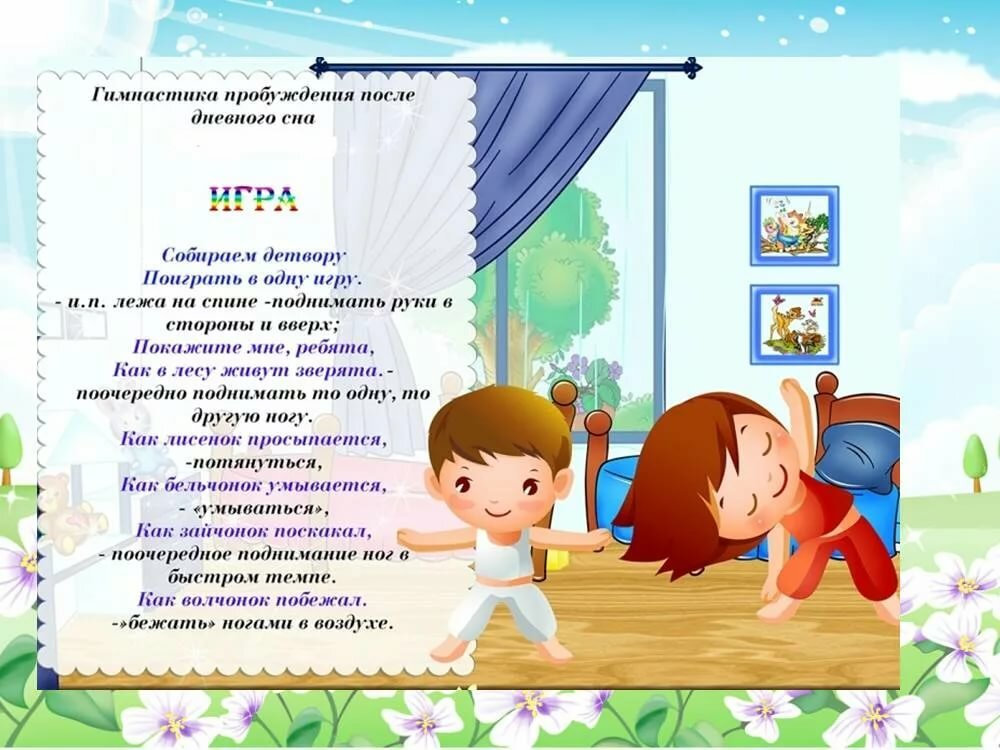 Гимнастика пробуждения после
дневного сна
ИГРА
Собираем детвору
Поиграть в одну игру.
- и.п. лежа на спине -поднимать руки в
стороны и вверх;
Покажите мне, ребята,
Как в лесу живут зверята.-
поочередно поднимать то одну, то
другую ногу.
Как лисенок просыпается,
-потянуться,
Как бельчонок умывается,
- «умываться»,
Как зайчонок поскакал,
- поочередное поднимание ног в
быстром темпе.
Как волчонок побежал.
-»бежать» ногами в воздухе.